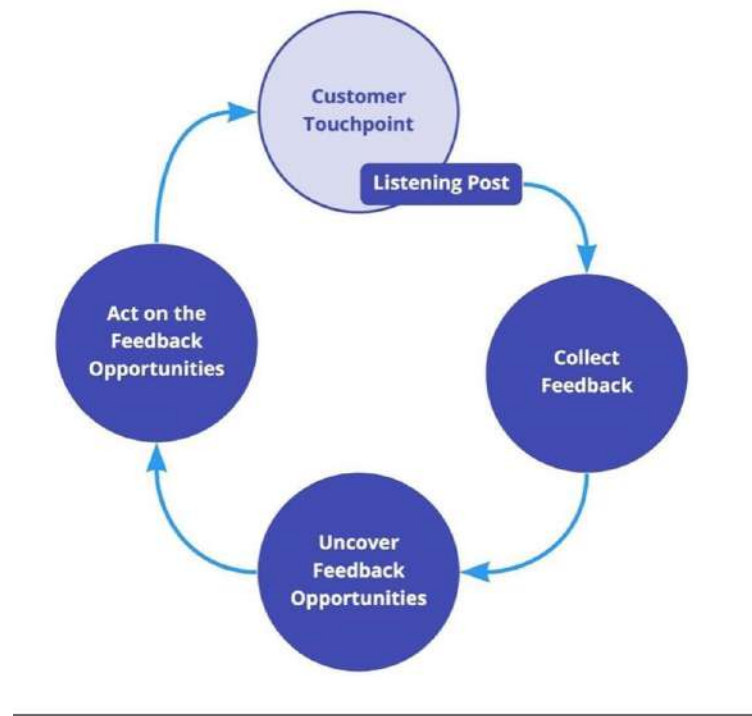 Customer
Touchpoint
Listening Post
Collect
Feedback
Uncover
Feedback
Opportunities
Act on the
Feedback
Opportunities